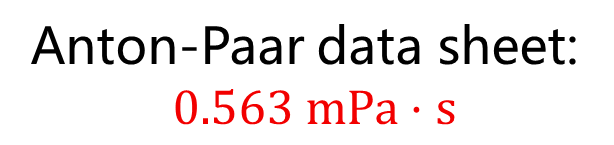 Anton-Paar data sheet:
0.563 mPa · s